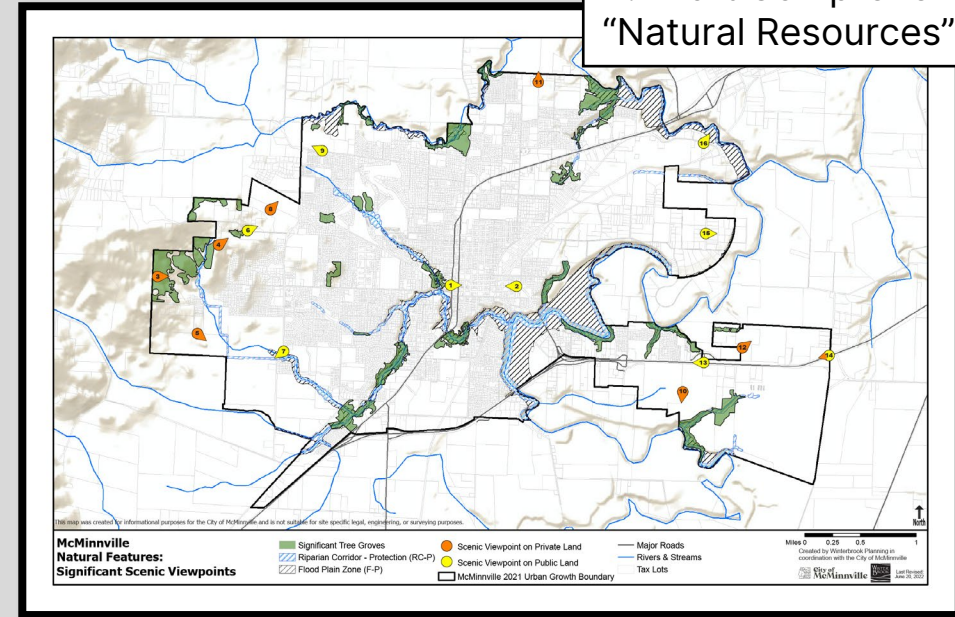 “Natural Resources”
11
16
9
8
6
15
4
3
1
2
5
7
12
14
13
10
This map was created for informational purposes for the City of McMinnville and is not suitable for site specific legal, engineering, or surveying purposes.
North
McMinnville
Natural Features:
Significant Scenic Viewpoints
Significant Tree Groves
Riparian Corridor - Protection (RC-P)
Flood Plain Zone (F-P)
Scenic Viewpoint on Private Land
Scenic Viewpoint on Public Land
McMinnville 2021 Urban Growth Boundary
Major Roads
Rivers & Streams
Tax Lots
Miles 0 0.25 0.5 1
Created by Winterbrook Planning in
coordination with the City of McMinnville
City of
McMinnville
Last Revised:
June 20, 2022